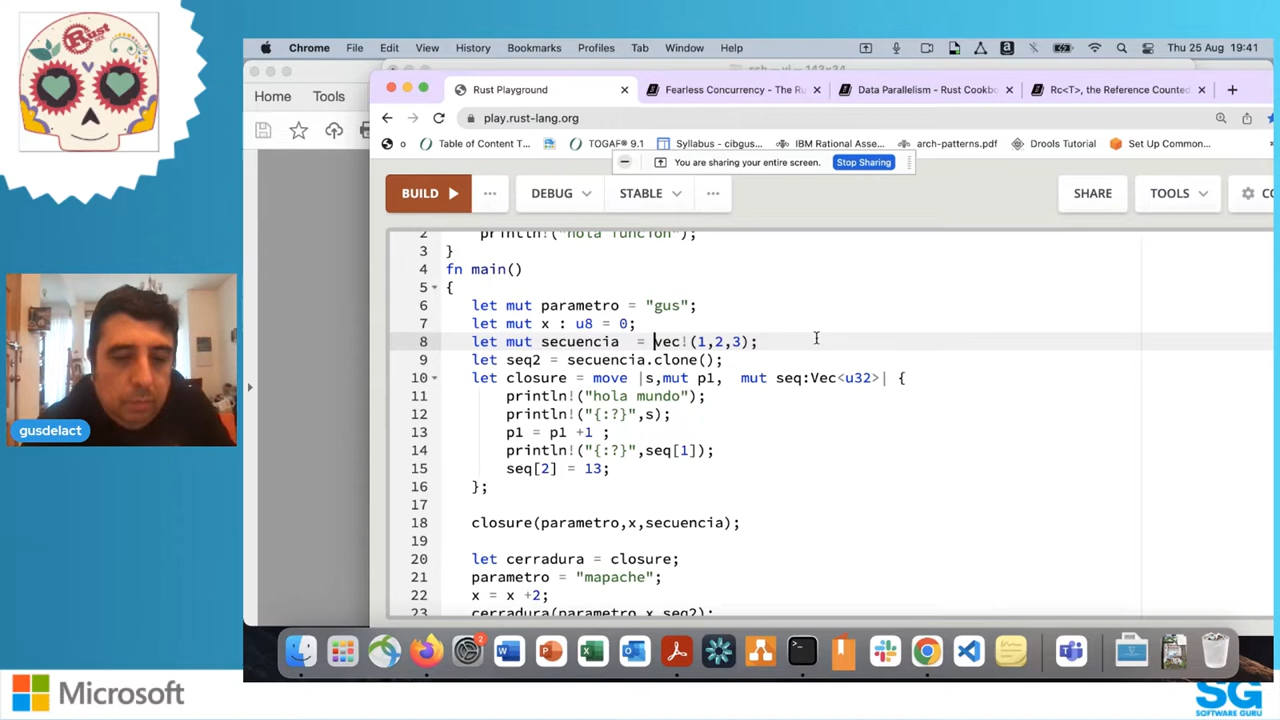 Rust
MX
Chrome File Edit View History Bookmarks Profiles Tab Window Help Thu 25 Aug 19:41
Home Tools
Rust Playground
Fearless Concurrency - The Ru
Data Parallelism - Rust Cookbo
Rc<T>, the Reference Counted
play.rust-lang.org
o Table of Content T... TOGAF® 9.1 Syllabus - cibgus... IBM Rational Asse... arch-patterns.pdf Drools Tutorial Set Up Common...
You are sharing your entire screen. Stop Sharing
BUILD ... DEBUG STABLE ... SHARE TOOLS CO
2 println!("hola funcion");
3 }
4 fn main()
5 {
6 let mut parametro = "gus";
7 let mut x : u8 = 0;
8 let mut secuencia = vec!(1,2,3);
9 let seq2 = secuencia.clone();
10 let closure = move |s,mut p1, mut seq:Vec<u32>| {
11 println!("hola mundo");
12 println!("{:?}",s);
13 p1 = p1 +1 ;
14 println!("{:?}",seq[1]);
15 seq[2] = 13;
16 };
17
18 closure(parametro,x,secuencia);
19
20 let cerradura = closure;
21 parametro = "mapache";
22 x = x +2;
23 cerradura(parametro,x,seq2);
gusdelact
2
Microsoft
SG
SOFTWARE GURU